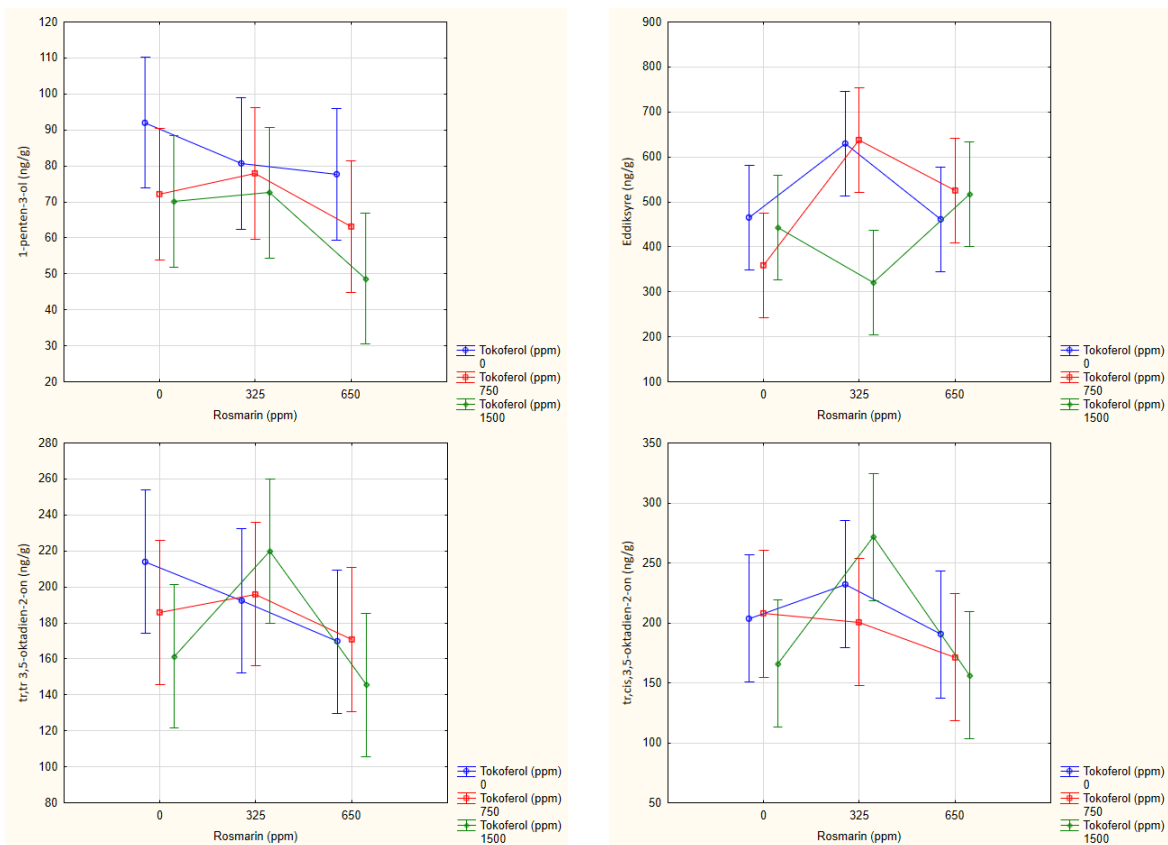 120
110
100
90
80
70
60
50
40
30
20
1-penten-3-ol (ng/g)
0 325 650
Rosmarin (ppm)
Tokoferol (ppm)
0
Tokoferol (ppm)
750
Tokoferol (ppm)
1500
900
800
700
600
500
400
300
200
100
Eddiksyre (ng/g)
0 325 650
Rosmarin (ppm)
Tokoferol (ppm)
0
Tokoferol (ppm)
750
Tokoferol (ppm)
1500
280
260
240
220
200
180
160
140
120
100
80
tr,tr 3,5-oktadien-2-on (ng/g)
0 325 650
Rosmarin (ppm)
Tokoferol (ppm)
0
Tokoferol (ppm)
750
Tokoferol (ppm)
1500
350
300
250
200
150
100
50
tr,cis,3,5-oktadien-2-on (ng/g)
0 325 650
Rosmarin (ppm)
Tokoferol (ppm)
0
Tokoferol (ppm)
750
Tokoferol (ppm)
1500